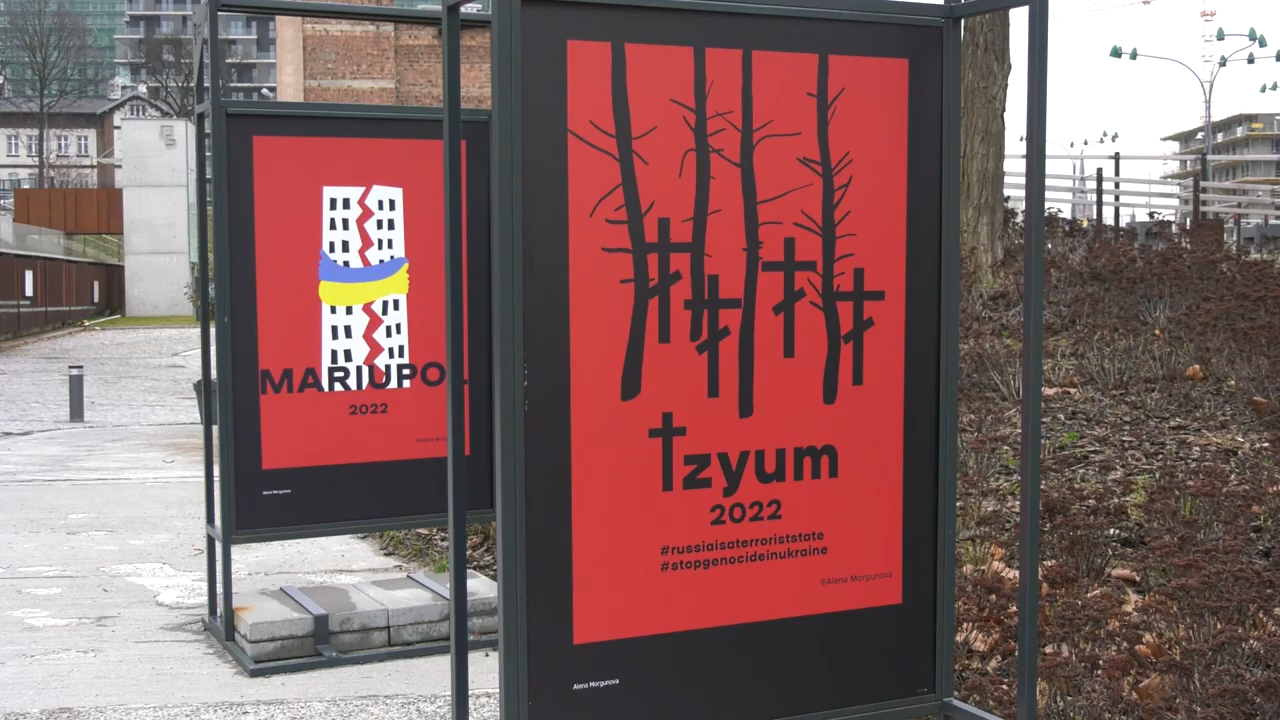 MARIUPOL
2022
Alena Morgunova
Izyum
2022
#russiaisaterroriststate
#stopgenocideinukraine
©Alena Morgunova
Alena Morgunova